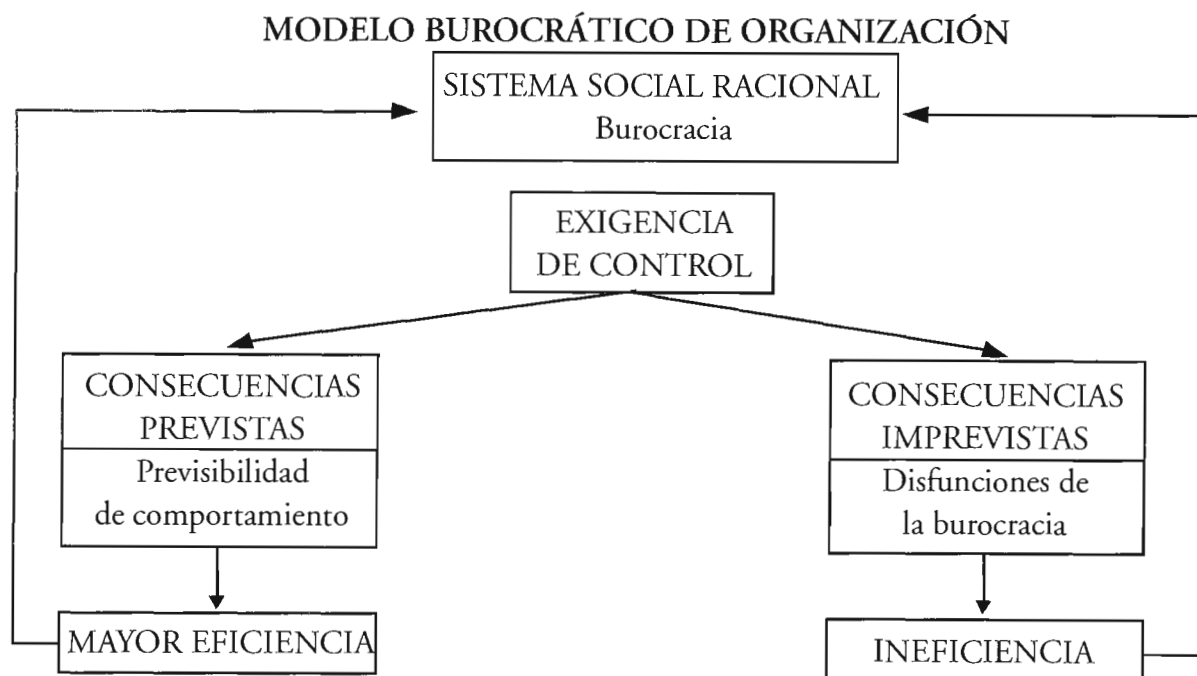 MODELO BUROCRÁTICO DE ORGANIZACIÓN
SISTEMA SOCIAL RACIONAL
Burocracia
EXIGENCIA
DE CONTROL
CONSECUENCIAS
PREVISTAS
Previsibilidad
de comportamiento
MAYOR EFICIENCIA
CONSECUENCIAS
IMPREVISTAS
Disfunciones de
la burocracia
INEFICIENCIA